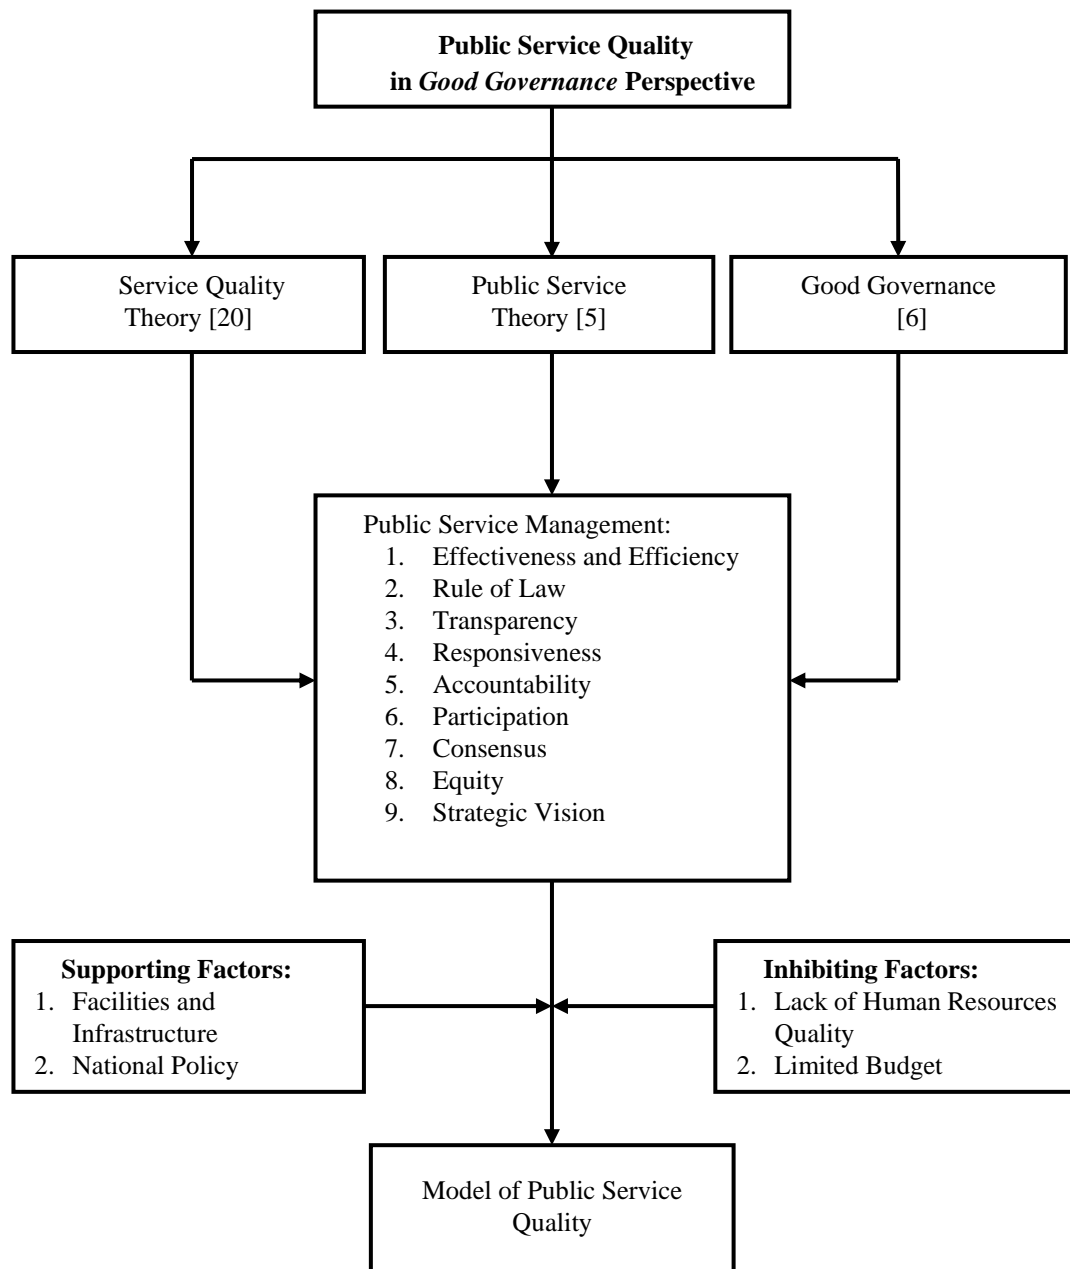 Public Service Quality
in Good Governance Perspective
Service Quality
Theory [20]
Public Service
Theory [5]
Good Governance
[6]
Public Service Management:
1. Effectiveness and Efficiency
2. Rule of Law
3. Transparency
4. Responsiveness
5. Accountability
6. Participation
7. Consensus
8. Equity
9. Strategic Vision
Supporting Factors:
1. Facilities and
Infrastructure
2. National Policy
Inhibiting Factors:
1. Lack of Human Resources
Quality
2. Limited Budget
Model of Public Service
Quality